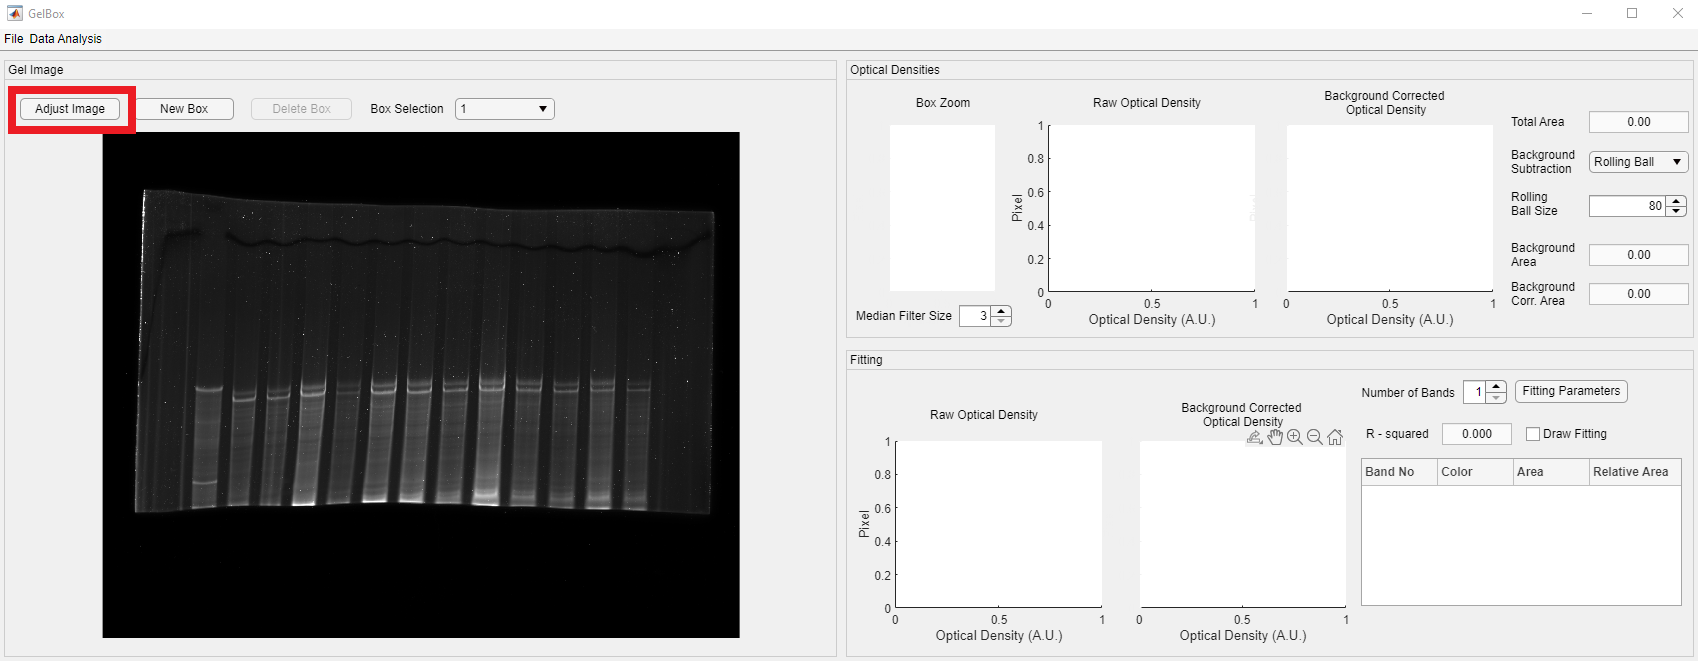 GelBox
File Data Analysis
Gel Image
Adjust Image
New Box
Delete Box
Box Selection
1
Optical Densities
Box Zoom
Median Filter Size
3
Raw Optical Density
1
0.8
0.6
0.4
0.2
0
Pixel
0
0.5
1
Optical Density (A.U.)
Background Corrected
Optical Density
0
0.5
1
Optical Density (A.U.)
Total Area
0.00
Background
Subtraction
Rolling Ball
Rolling
Ball Size
80
Background
Area
0.00
Background
Corr. Area
0.00
Fitting
Raw Optical Density
1
0.8
0.6
0.4
0.2
0
Pixel
0
0.5
1
Optical Density (A.U.)
Background Corrected
Optical Density
0
0.5
1
Optical Density (A.U.)
Number of Bands
1
Fitting Parameters
R - squared
0.000
Draw Fitting
Band No
Color
Area
Relative Area